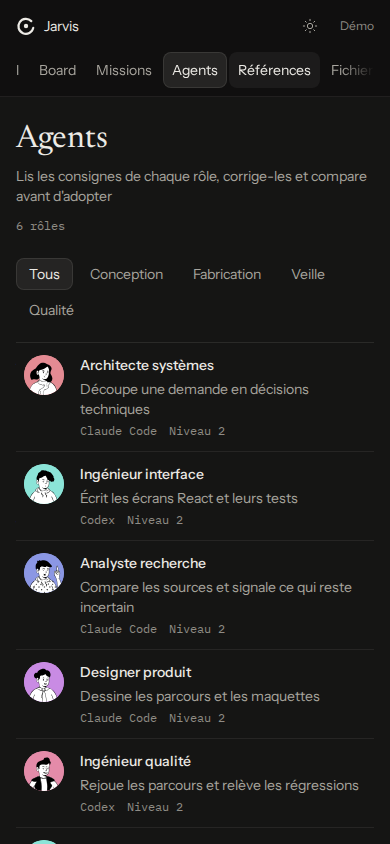 Jarvis
Démo
Board Missions Agents Références Fichier
Agents
Lis les consignes de chaque rôle, corrige-les et compare
avant d'adopter
6 rôles
Tous Conception Fabrication Veille
Qualité
Architecte systèmes
Découpe une demande en décisions
techniques
Claude Code Niveau 2
Ingénieur interface
Écrit les écrans React et leurs tests
Codex Niveau 2
Analyste recherche
Compare les sources et signale ce qui reste
incertain
Claude Code Niveau 2
Designer produit
Dessine les parcours et les maquettes
Claude Code Niveau 2
Ingénieur qualité
Rejoue les parcours et relève les régressions
Codex Niveau 2